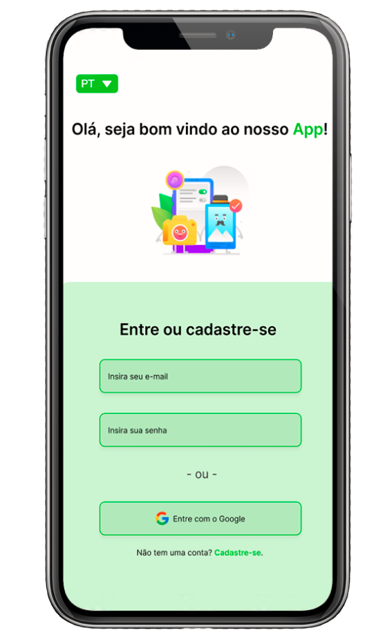 PT
Olá, seja bom vindo ao nosso App!
Entre ou cadastre-se
Insira seu e-mail
Insira sua senha
- ou -
Entre com o Google
Não tem uma conta? Cadastre-se.